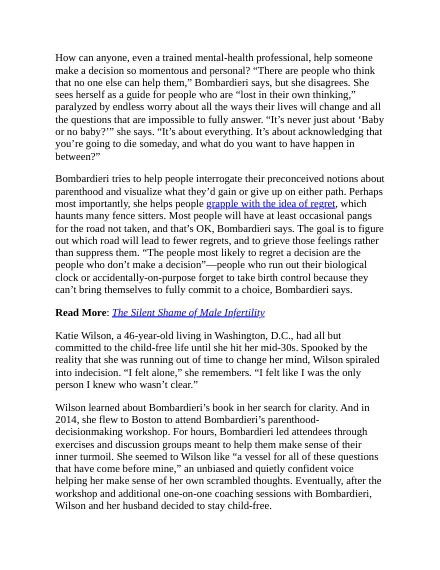 How can anyone, even a trained mental-health professional, help someone
make a decision so momentous and personal? “There are people who think
that no one else can help them,” Bombardieri says, but she disagrees. She
sees herself as a guide for people who are “lost in their own thinking,”
paralyzed by endless worry about all the ways their lives will change and all
the questions that are impossible to fully answer. “It’s never just about ‘Baby
or no baby?’” she says. “It’s about everything. It’s about acknowledging that
you’re going to die someday, and what do you want to have happen in
between?”
Bombardieri tries to help people interrogate their preconceived notions about
parenthood and visualize what they’d gain or give up on either path. Perhaps
most importantly, she helps people grapple with the idea of regret, which
haunts many fence sitters. Most people will have at least occasional pangs
for the road not taken, and that’s OK, Bombardieri says. The goal is to figure
out which road will lead to fewer regrets, and to grieve those feelings rather
than suppress them. “The people most likely to regret a decision are the
people who don’t make a decision”—people who run out their biological
clock or accidentally-on-purpose forget to take birth control because they
can’t bring themselves to fully commit to a choice, Bombardieri says.
Read More: The Silent Shame of Male Infertility
Katie Wilson, a 46-year-old living in Washington, D.C., had all but
committed to the child-free life until she hit her mid-30s. Spooked by the
reality that she was running out of time to change her mind, Wilson spiraled
into indecision. “I felt alone,” she remembers. “I felt like I was the only
person I knew who wasn’t clear.”
Wilson learned about Bombardieri’s book in her search for clarity. And in
2014, she flew to Boston to attend Bombardieri’s parenthood-
decisionmaking workshop. For hours, Bombardieri led attendees through
exercises and discussion groups meant to help them make sense of their
inner turmoil. She seemed to Wilson like “a vessel for all of these questions
that have come before mine,” an unbiased and quietly confident voice
helping her make sense of her own scrambled thoughts. Eventually, after the
workshop and additional one-on-one coaching sessions with Bombardieri,
Wilson and her husband decided to stay child-free.